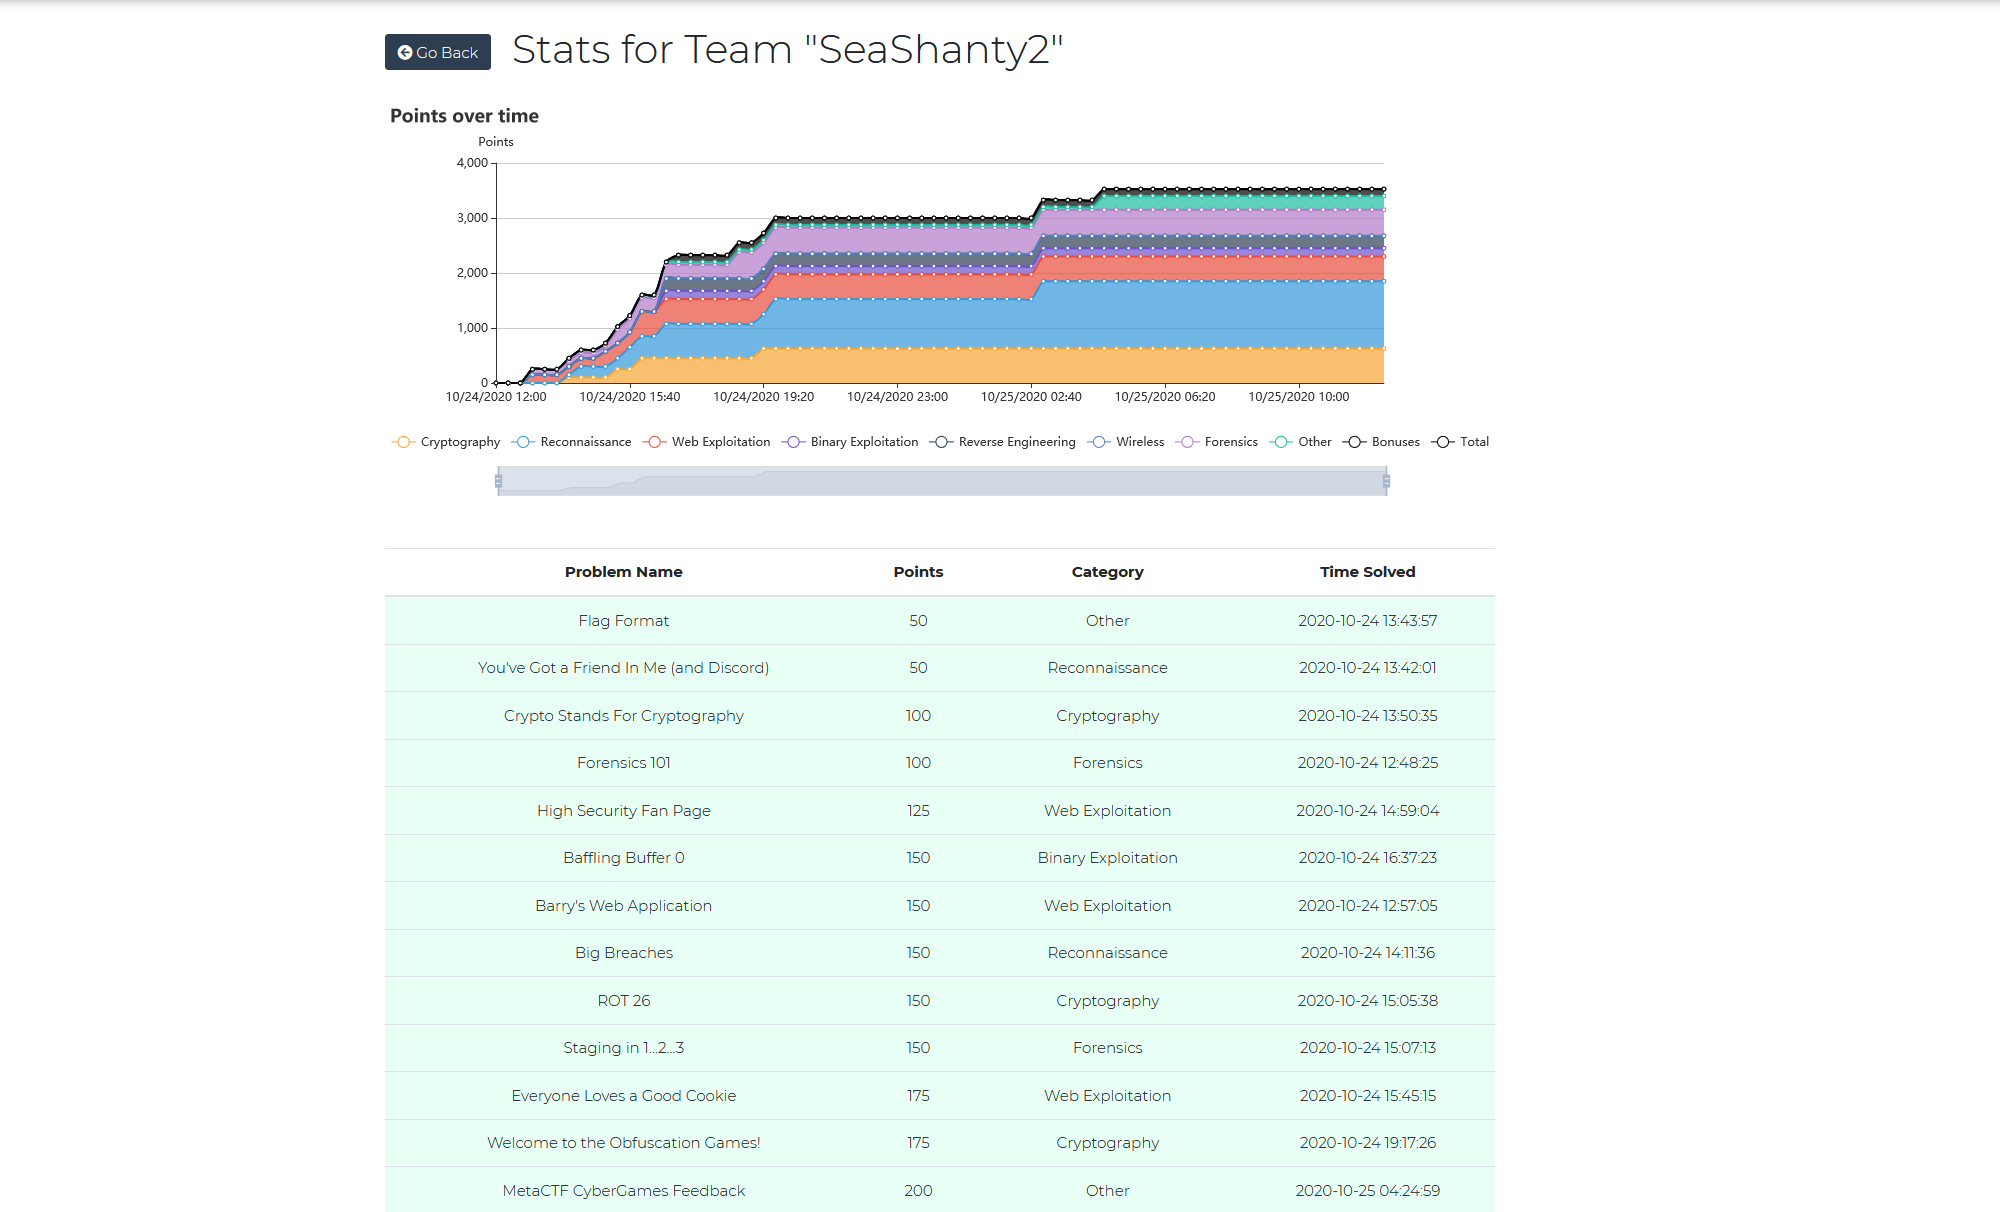 Go Back
Stats for Team "SeaShanty2"
Points over time
Points
4,000
3,000
2,000
1,000
0
10/24/2020 12:00 10/24/2020 15:40 10/24/2020 19:20 10/24/2020 23:00 10/25/2020 02:40 10/25/2020 06:20 10/25/2020 10:00
Cryptography Reconnaissance Web Exploitation Binary Exploitation Reverse Engineering Wireless Forensics Other Bonuses Total
Problem Name Points Category Time Solved
Flag Format 50 Other 2020-10-24 13:43:57
You've Got a Friend In Me (and Discord) 50 Reconnaissance 2020-10-24 13:42:01
Crypto Stands For Cryptography 100 Cryptography 2020-10-24 13:50:35
Forensics 101 100 Forensics 2020-10-24 12:48:25
High Security Fan Page 125 Web Exploitation 2020-10-24 14:59:04
Baffling Buffer 0 150 Binary Exploitation 2020-10-24 16:37:23
Barry's Web Application 150 Web Exploitation 2020-10-24 12:57:05
Big Breaches 150 Reconnaissance 2020-10-24 14:11:36
ROT 26 150 Cryptography 2020-10-24 15:05:38
Staging in 1...2...3 150 Forensics 2020-10-24 15:07:13
Everyone Loves a Good Cookie 175 Web Exploitation 2020-10-24 15:45:15
Welcome to the Obfuscation Games! 175 Cryptography 2020-10-24 19:17:26
MetaCTF CyberGames Feedback 200 Other 2020-10-25 04:24:59